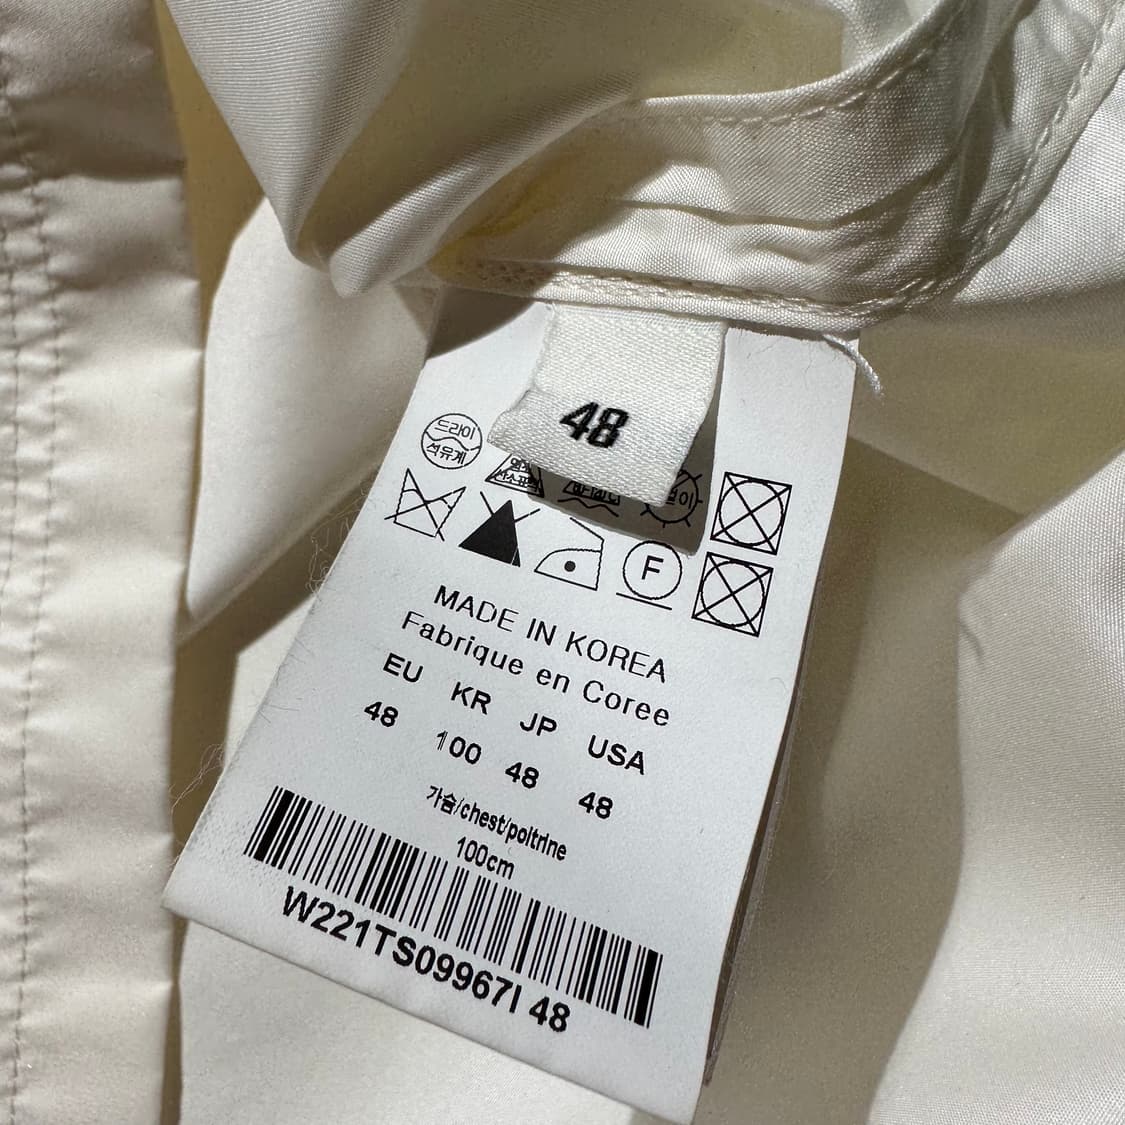 48
드라이
석유계
F
MADE IN KOREA
Fabrique en Coree
EU KR JP USA
48 100 48 48
가슴/chest/poltrine
100cm
W221TS09967I 48